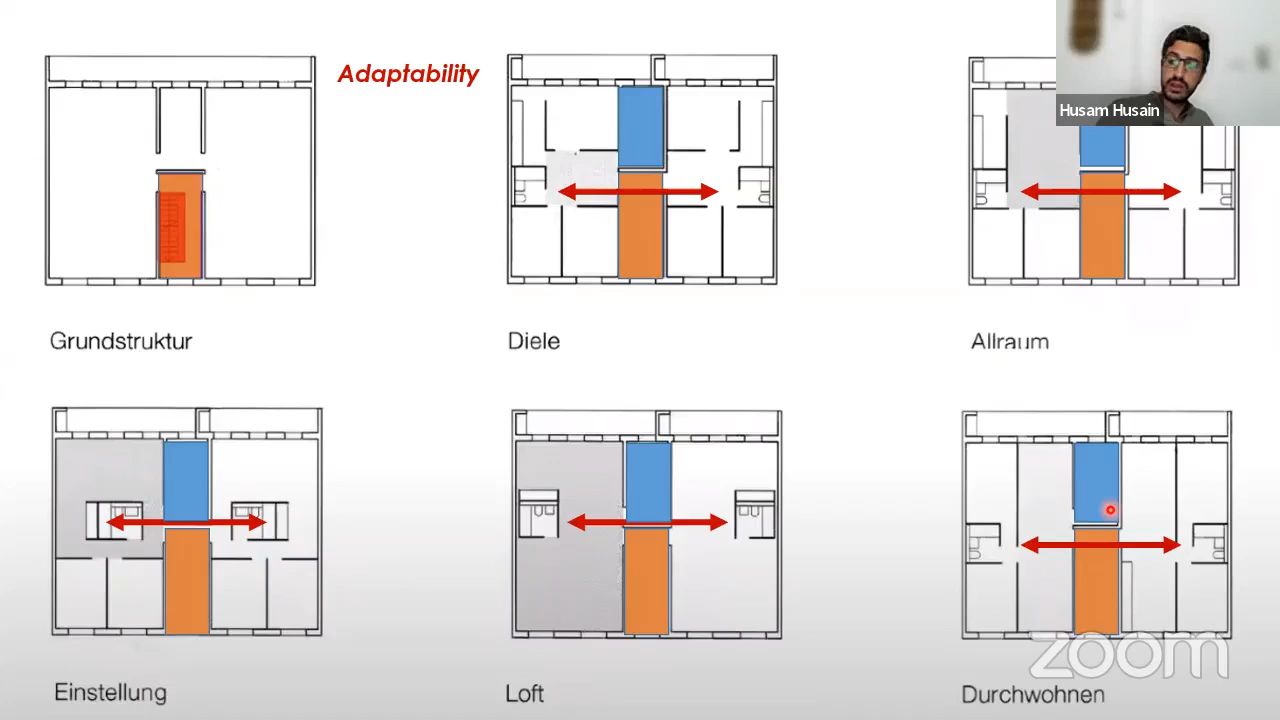 Adaptability
Husam Husain
Grundstruktur
Diele
Allraum
Einstellung
Loft
Durchwohnen
zoom